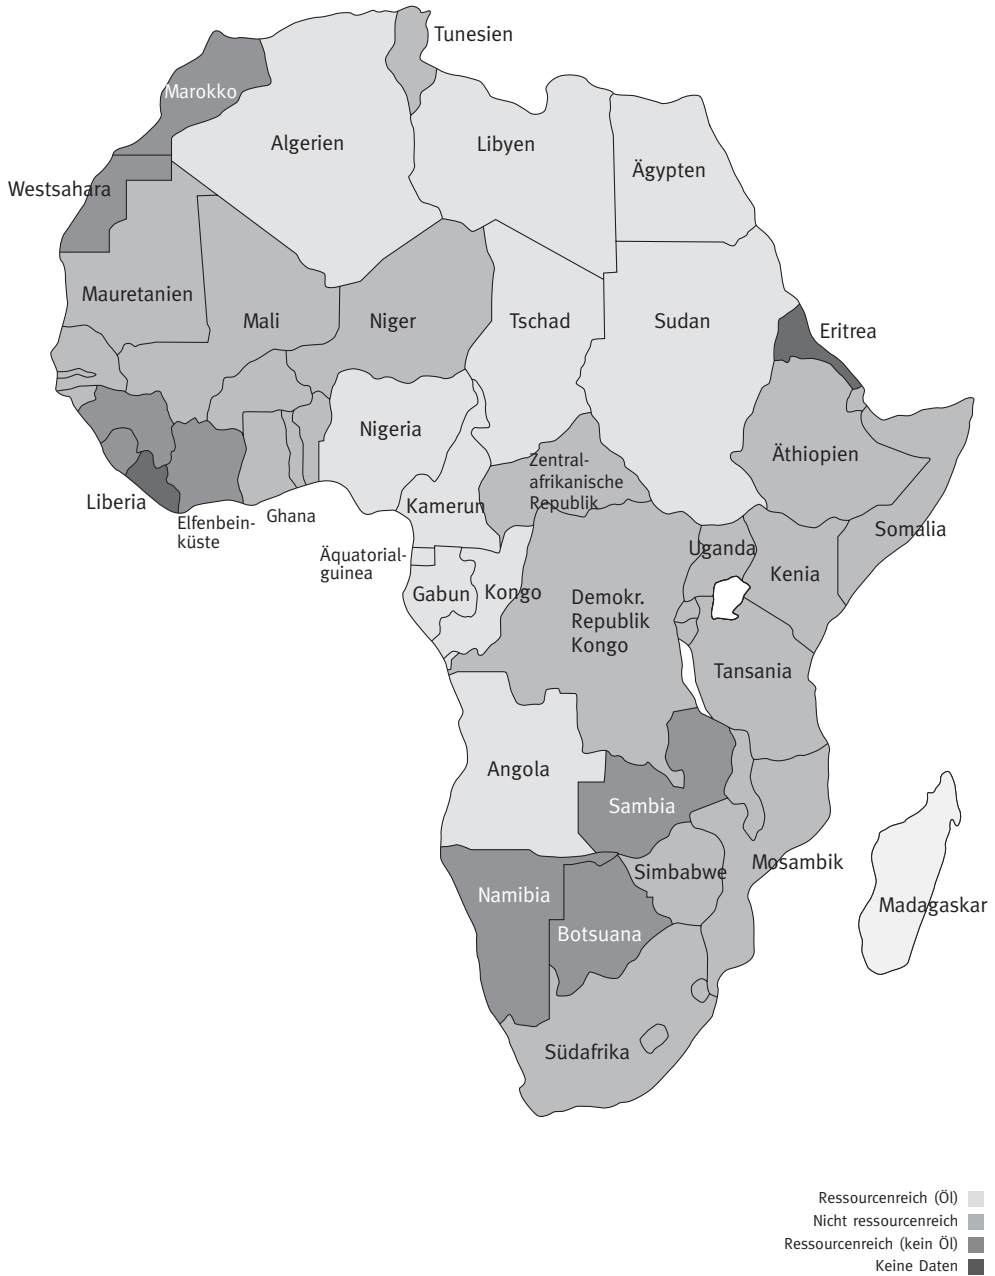 Tunesien
Marokko
Algerien
Libyen
Ägypten
Westsahara
Mauretanien
Mali
Niger
Tschad
Sudan
Eritrea
Nigeria
Äthiopien
Zentral-
afrikanische
Republik
Liberia
Elfenbein-
küste
Ghana
Kamerun
Somalia
Äquatorial-
guinea
Uganda
Kenia
Gabun
Kongo
Demokr.
Republik
Kongo
Tansania
Angola
Sambia
Mosambik
Simbabwe
Namibia
Madagaskar
Botsuana
Südafrika
Ressourcenreich (Öl)
Nicht ressourcenreich
Ressourcenreich (kein Öl)
Keine Daten